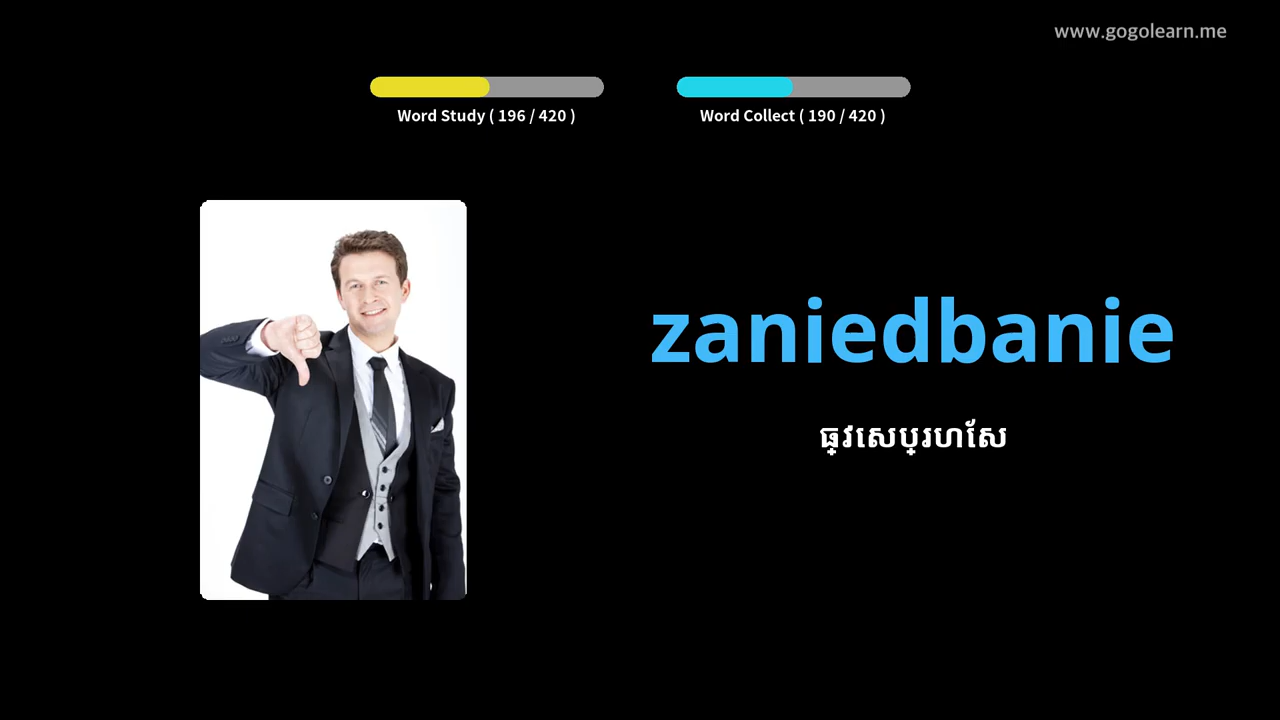 www.gogolearn.me
Word Study ( 196 / 420 )
Word Collect ( 190 / 420 )
zaniedbanie
ធ្វសេប្រហសែ